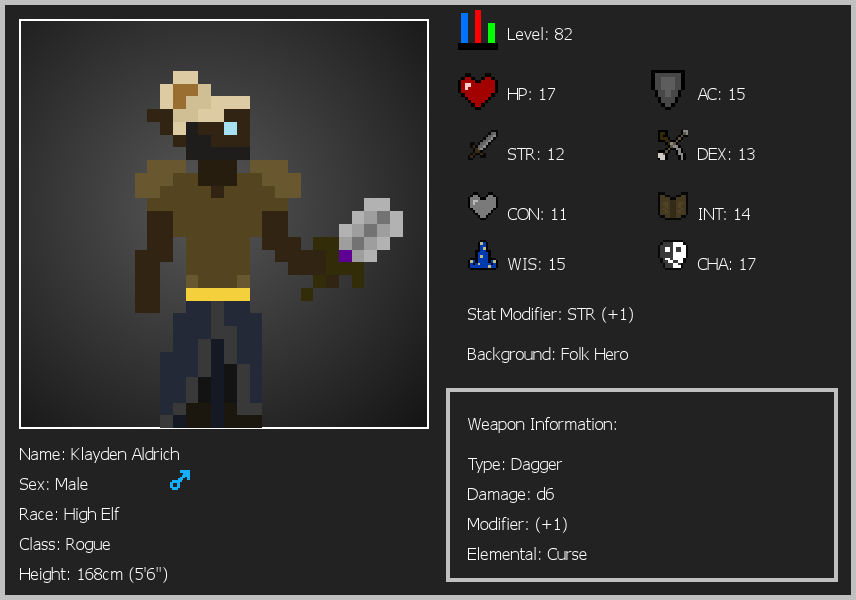 Level: 82
HP: 17
AC: 15
STR: 12
DEX: 13
CON: 11
INT: 14
WIS: 15
CHA: 17
Stat Modifier: STR (+1)
Background: Folk Hero
Weapon Information:
Type: Dagger
Damage: d6
Modifier: (+1)
Elemental: Curse
Name: Klayden Aldrich
Sex: Male
Race: High Elf
Class: Rogue
Height: 168cm (5'6")